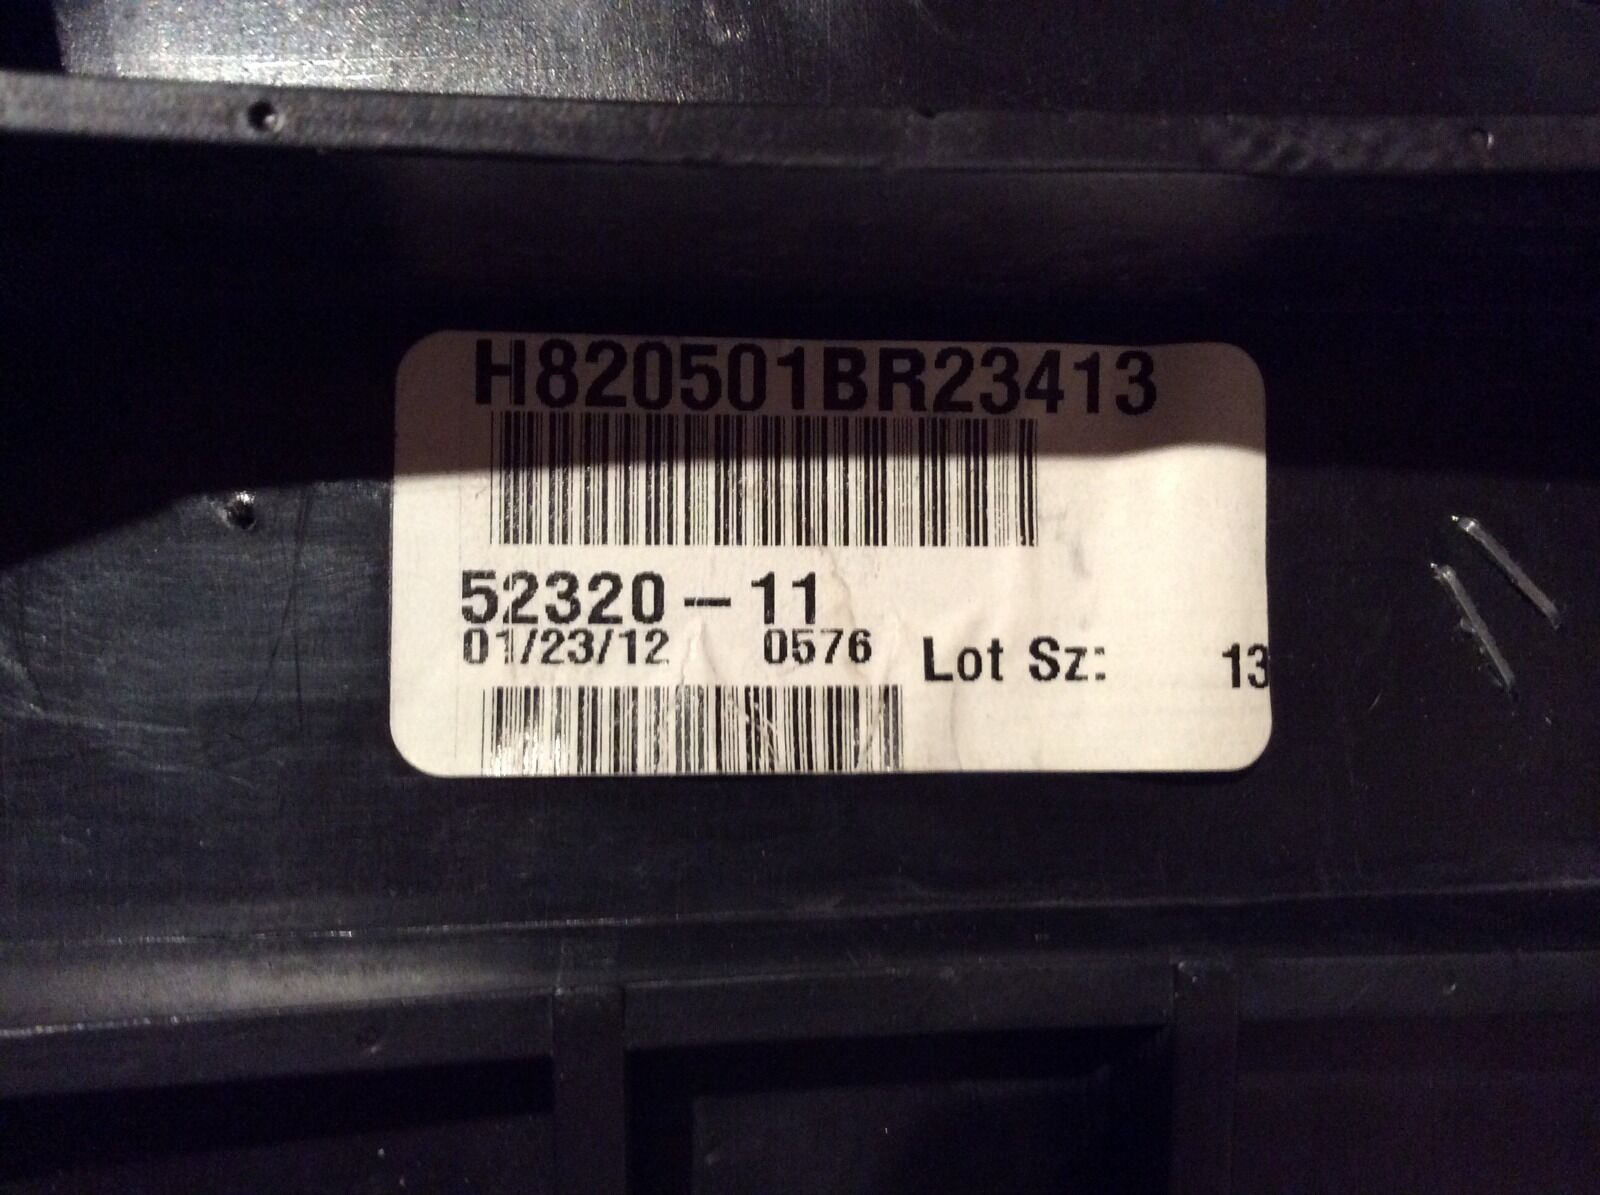 H820501BR23413
52320-11
01/23/12 0576 Lot Sz: 13